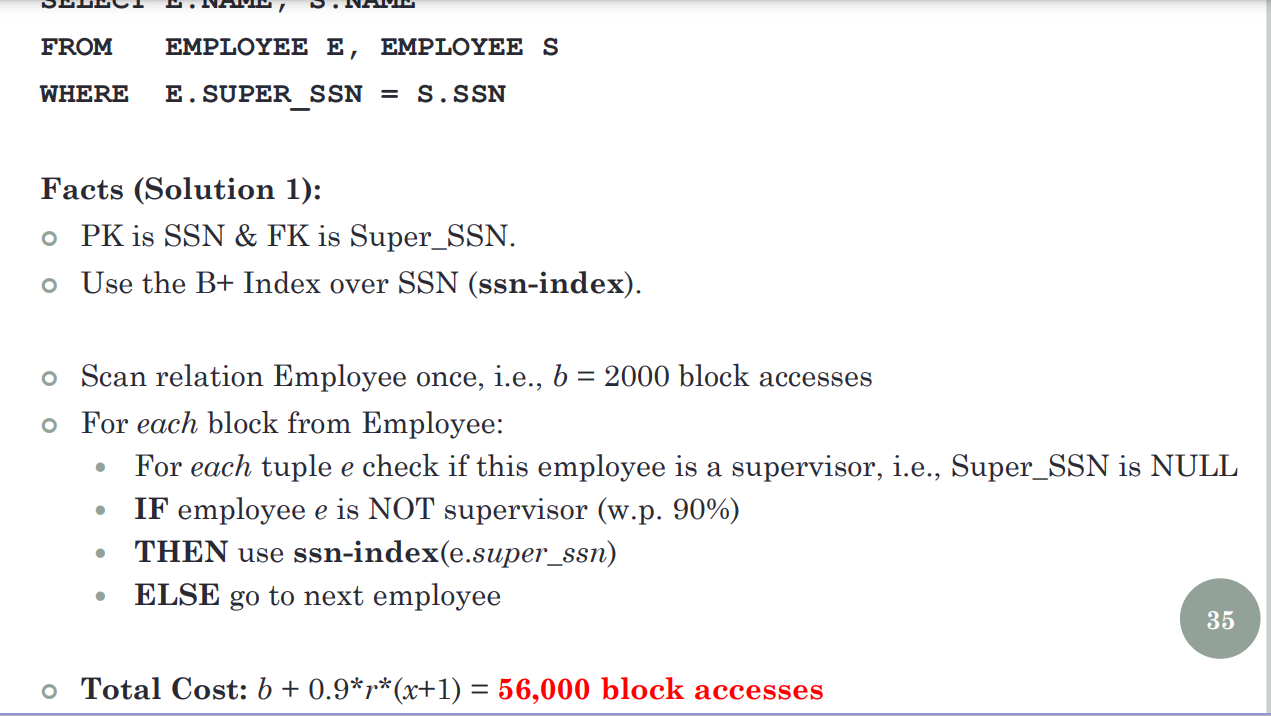 SELECT E.NAME, S.NAME
FROM EMPLOYEE E, EMPLOYEE S
WHERE E.SUPER_SSN = S.SSN
Facts (Solution 1):
PK is SSN & FK is Super_SSN.
Use the B+ Index over SSN (ssn-index).
Scan relation Employee once, i.e., b = 2000 block accesses
For each block from Employee:
For each tuple e check if this employee is a supervisor, i.e., Super_SSN is NULL
IF employee e is NOT supervisor (w.p. 90%)
THEN use ssn-index(e.super_ssn)
ELSE go to next employee
35
Total Cost: b + 0.9*r*(x+1) = 56,000 block accesses